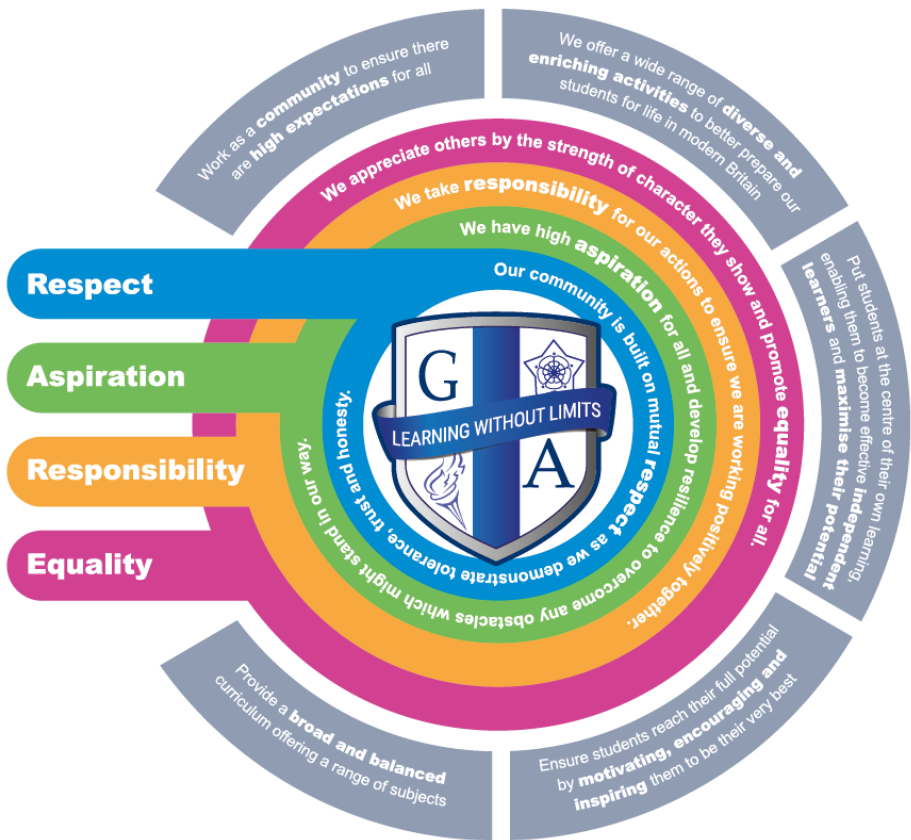 Work as a community to ensure there
are high expectations for all
We offer a wide range of diverse and
enriching activities to better prepare our
students for life in modern Britain
Put students at the centre of their own learning,
enabling them to become effective independent
learners and maximise their potential
Ensure students reach their full potential
by motivating, encouraging and
inspiring them to be their very best
Provide a broad and balanced
curriculum offering a range of subjects
We appreciate others by the strength of character they show and promote equality for all.
We take responsibility for our actions to ensure we are working positively together.
We have high aspiration for all and develop resilience to overcome any obstacles which might stand in our way.
Our community is built on mutual respect as we demonstrate tolerance, trust and honesty.
Respect
Aspiration
Responsibility
Equality
G
LEARNING WITHOUT LIMITS
A